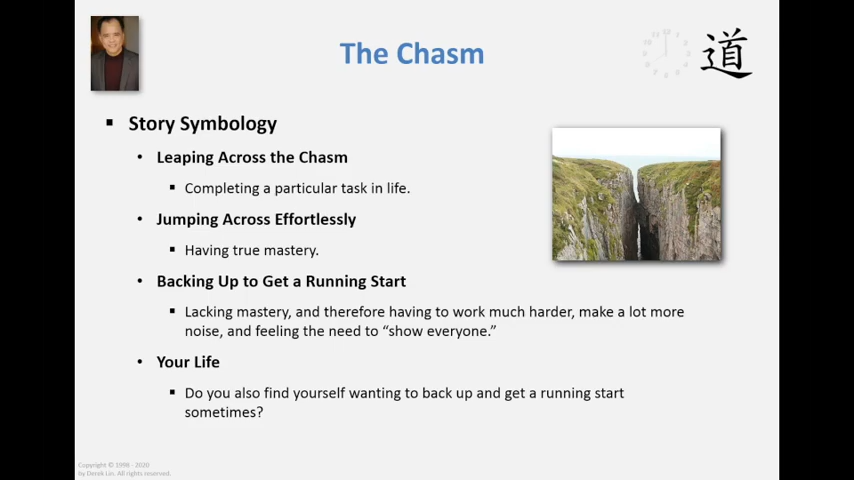 The Chasm
道
Story Symbology
Leaping Across the Chasm
Completing a particular task in life.
Jumping Across Effortlessly
Having true mastery.
Backing Up to Get a Running Start
Lacking mastery, and therefore having to work much harder, make a lot more
noise, and feeling the need to “show everyone.”
Your Life
Do you also find yourself wanting to back up and get a running start
sometimes?
Copyright © 1998 - 2020
by Derek Lin. All rights reserved.